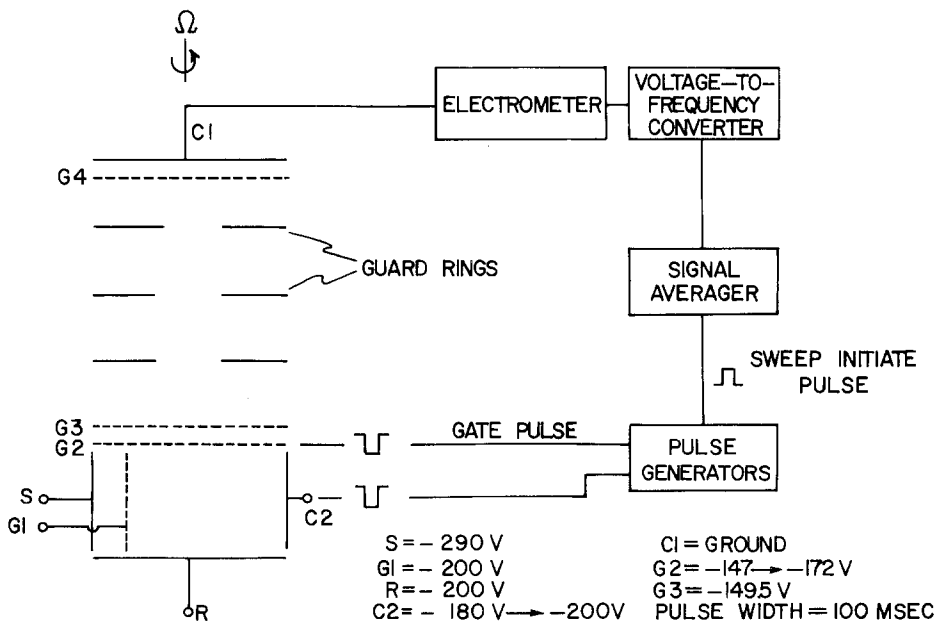 Ω
C1
ELECTROMETER
VOLTAGE-TO-
FREQUENCY
CONVERTER
G4
GUARD RINGS
SIGNAL
AVERAGER
SWEEP INITIATE
PULSE
G3
G2
GATE PULSE
PULSE
GENERATORS
S
G1
C2
R
S = - 290 V
G1 = - 200 V
R = - 200 V
C2 = - 180 V → - 200V
C1 = GROUND
G2 = -147 → -172 V
G3 = -149.5 V
PULSE WIDTH = 100 MSEC